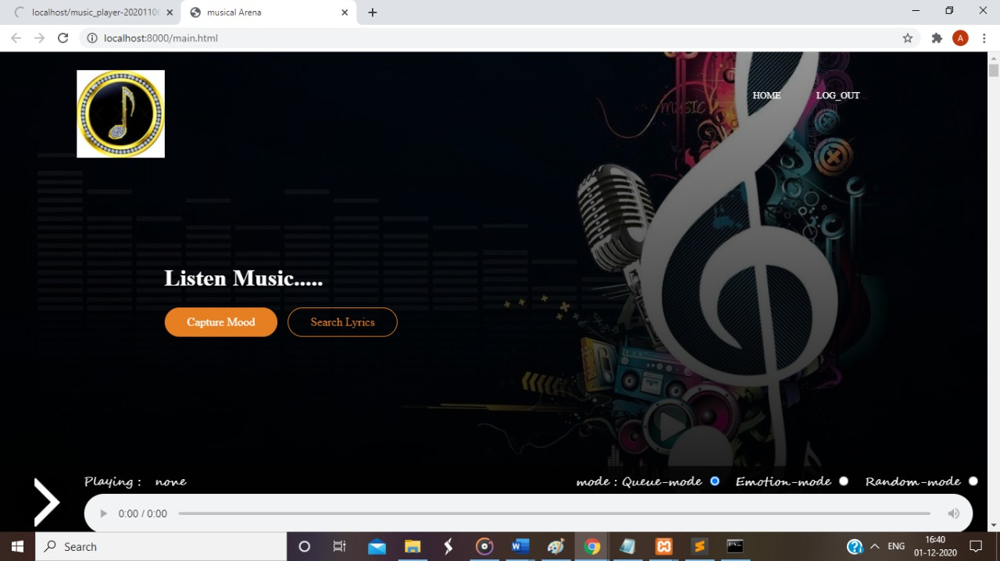 localhost/music_player-2020110
musical Arena
localhost:8000/main.html
A
MUSIC
HOME
LOG_OUT
Listen Music.....
Capture Mood
Search Lyrics
Playing : none
mode : Queue-mode
Emotion-mode
Random-mode
0:00 / 0:00
Search
ENG
16:40
01-12-2020